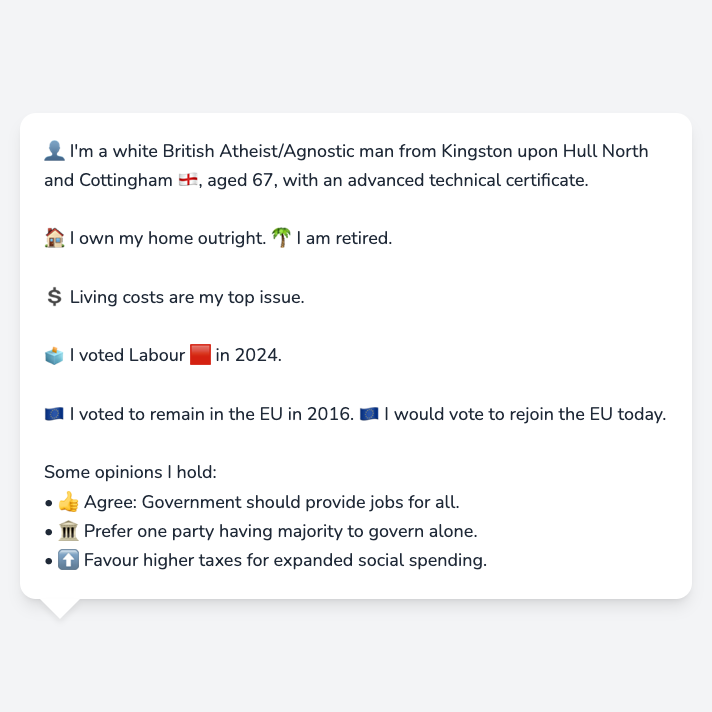 👤 I'm a white British Atheist/Agnostic man from Kingston upon Hull North
and Cottingham 🏴󠁧󠁢󠁥󠁮󠁧󠁿, aged 67, with an advanced technical certificate.
🏠 I own my home outright. 🌴 I am retired.
💲 Living costs are my top issue.
🗳️ I voted Labour 🟥 in 2024.
🇪🇺 I voted to remain in the EU in 2016. 🇪🇺 I would vote to rejoin the EU today.
Some opinions I hold:
• 👍 Agree: Government should provide jobs for all.
• 🏛️ Prefer one party having majority to govern alone.
• ⬆️ Favour higher taxes for expanded social spending.